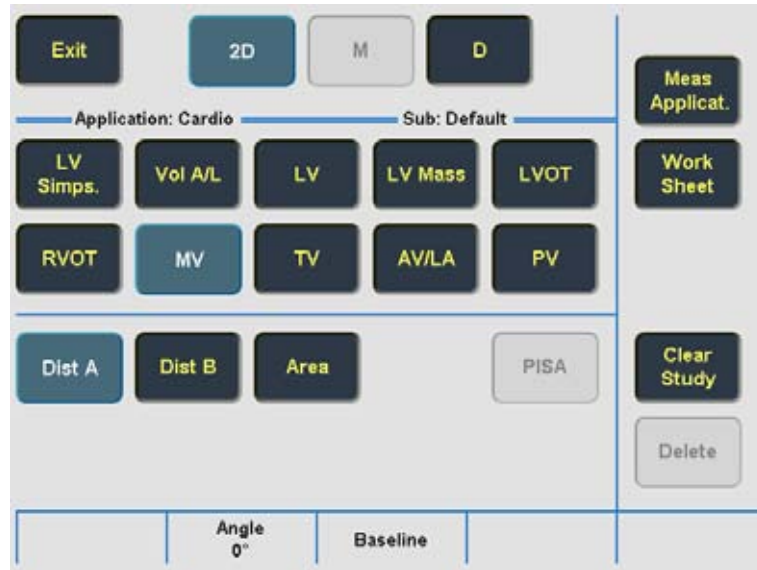 Exit
2D
M
D
Meas
Applicat.
Application: Cardio
Sub: Default
LV
Simps.
Vol A/L
LV
LV Mass
LVOT
Work
Sheet
RVOT
MV
TV
AV/LA
PV
Dist A
Dist B
Area
PISA
Clear
Study
Delete
Angle
0°
Baseline